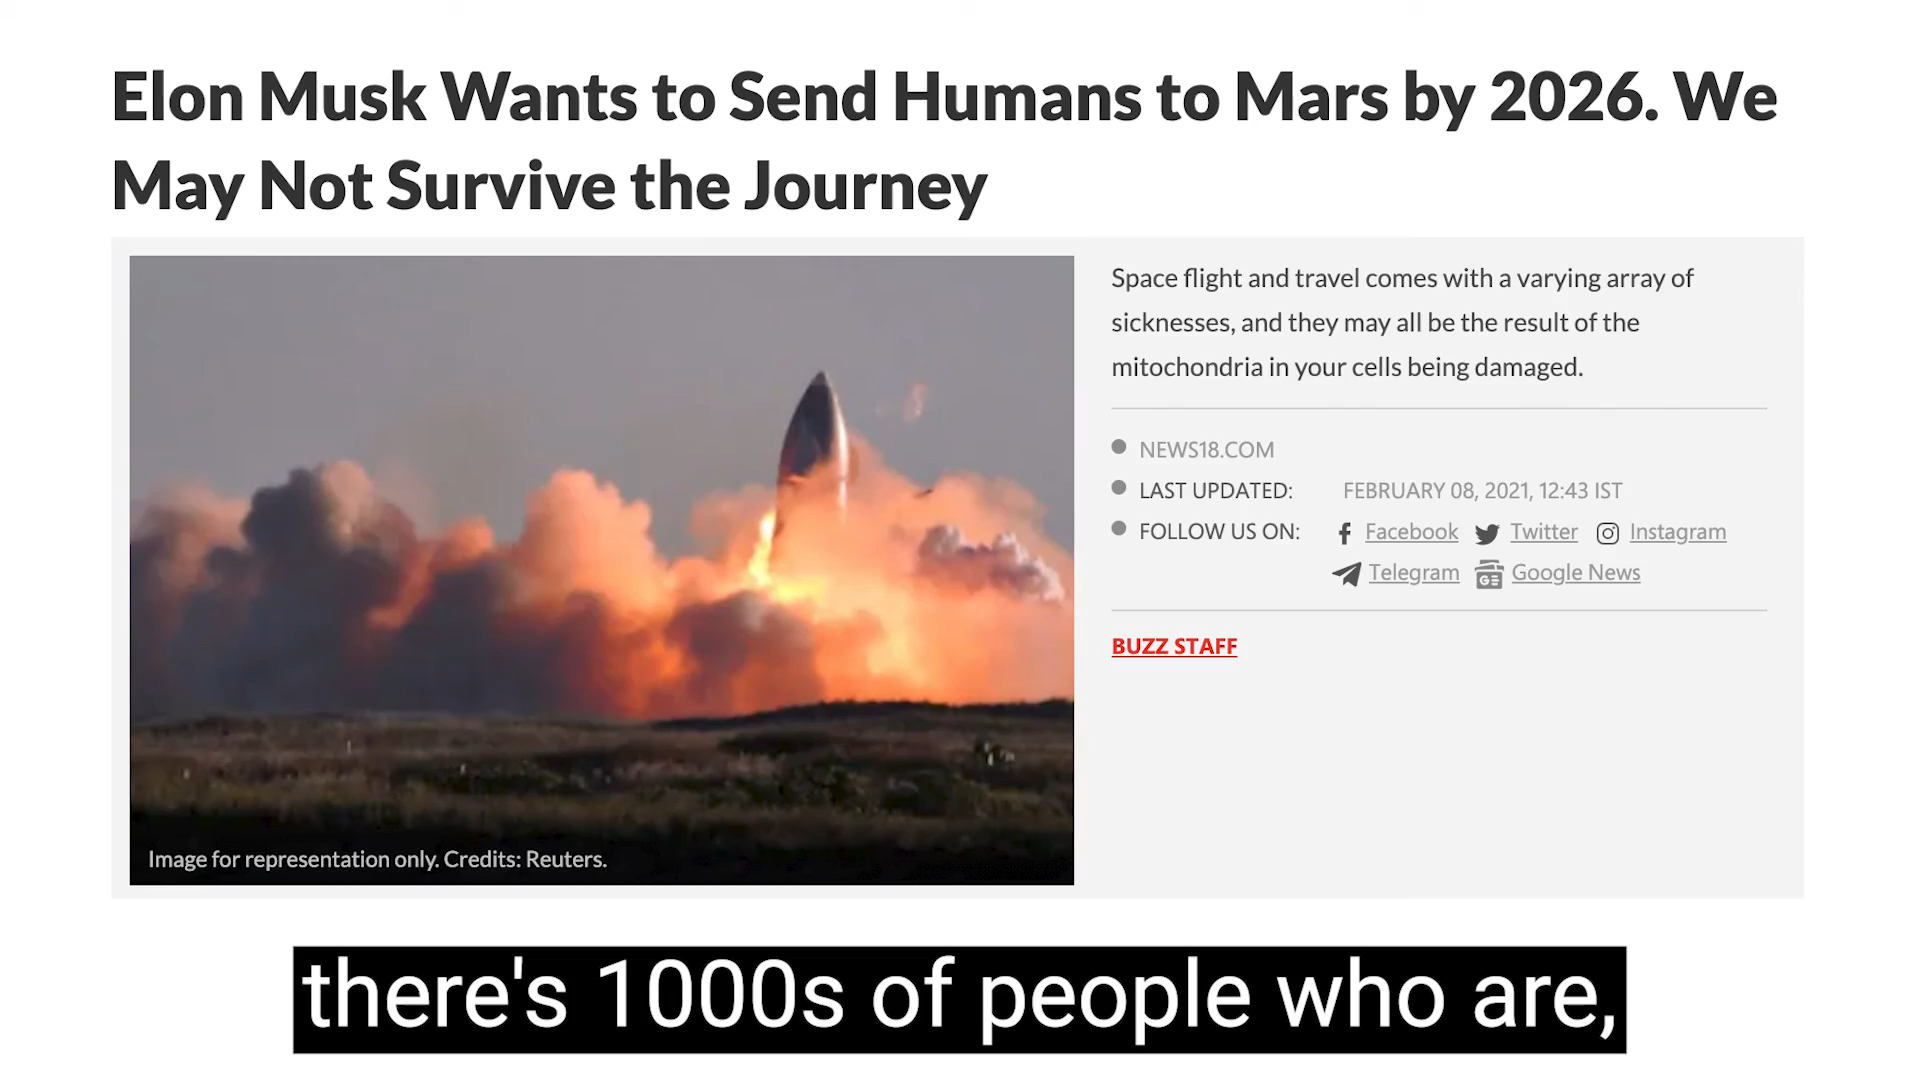 Elon Musk Wants to Send Humans to Mars by 2026. We
May Not Survive the Journey
Space flight and travel comes with a varying array of
sicknesses, and they may all be the result of the
mitochondria in your cells being damaged.
NEWS18.COM
LAST UPDATED: FEBRUARY 08, 2021, 12:43 IST
FOLLOW US ON: Facebook Twitter Instagram
Telegram GE Google News
BUZZ STAFF
Image for representation only. Credits: Reuters.
there's 1000s of people who are,